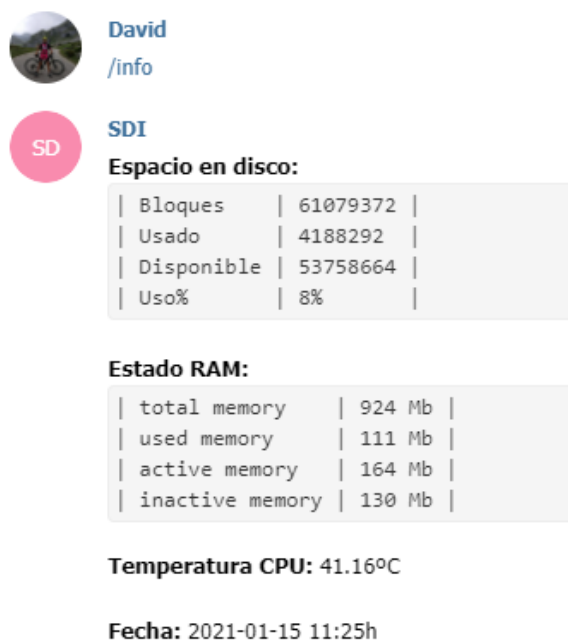 David
/info
SD
SDI
Espacio en disco:
| Bloques    | 61079372 |
| Usado      | 4188292  |
| Disponible | 53758664 |
| Uso%       | 8%       |
Estado RAM:
| total memory    | 924 Mb |
| used memory     | 111 Mb |
| active memory   | 164 Mb |
| inactive memory | 130 Mb |
Temperatura CPU: 41.16ºC
Fecha: 2021-01-15 11:25h